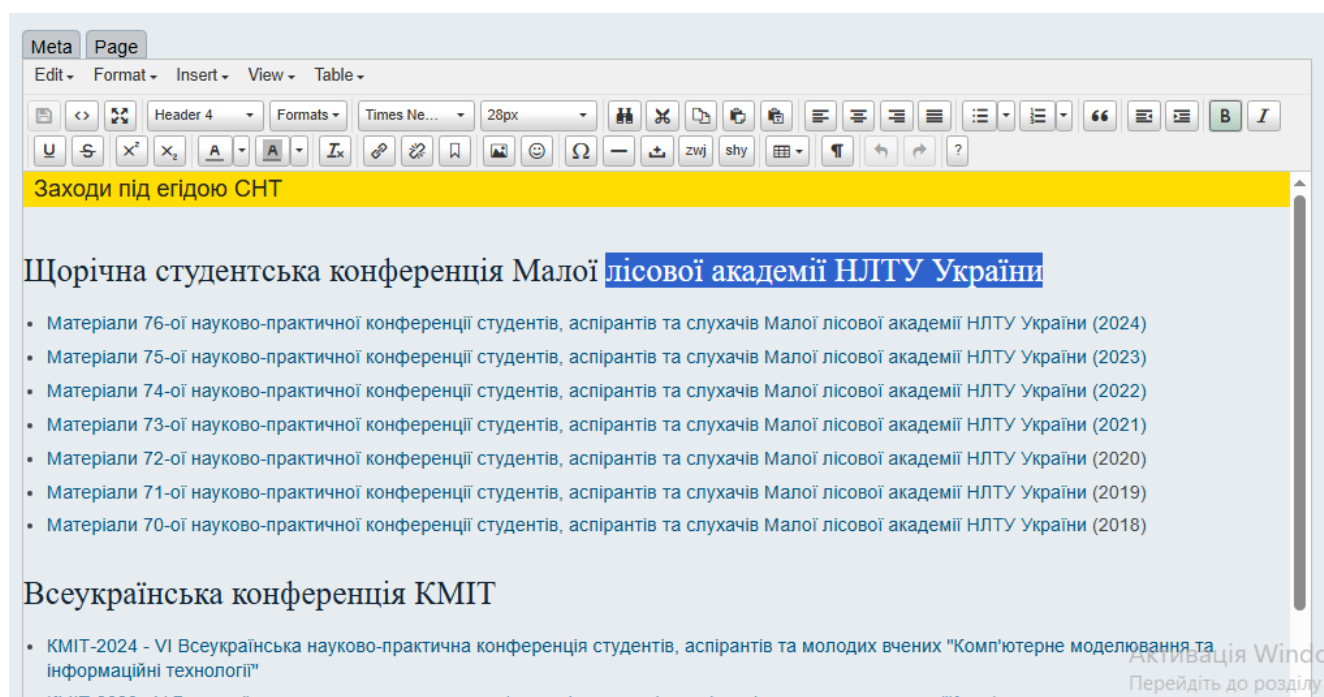 Meta Page
Edit Format Insert View Table
Header 4 Formats Times Ne... 28px B I
U S X² X₂ A A Ix Ω zwj shy ¶ ?
Заходи під егідою СНТ
Щорічна студентська конференція Малої лісової академії НЛТУ України
Матеріали 76-ої науково-практичної конференції студентів, аспірантів та слухачів Малої лісової академії НЛТУ України (2024)
Матеріали 75-ої науково-практичної конференції студентів, аспірантів та слухачів Малої лісової академії НЛТУ України (2023)
Матеріали 74-ої науково-практичної конференції студентів, аспірантів та слухачів Малої лісової академії НЛТУ України (2022)
Матеріали 73-ої науково-практичної конференції студентів, аспірантів та слухачів Малої лісової академії НЛТУ України (2021)
Матеріали 72-ої науково-практичної конференції студентів, аспірантів та слухачів Малої лісової академії НЛТУ України (2020)
Матеріали 71-ої науково-практичної конференції студентів, аспірантів та слухачів Малої лісової академії НЛТУ України (2019)
Матеріали 70-ої науково-практичної конференції студентів, аспірантів та слухачів Малої лісової академії НЛТУ України (2018)
Всеукраїнська конференція КМІТ
КМІТ-2024 - VI Всеукраїнська науково-практична конференція студентів, аспірантів та молодих вчених "Комп'ютерне моделювання та
інформаційні технології"
Активація Windo
Перейдіть до розділу